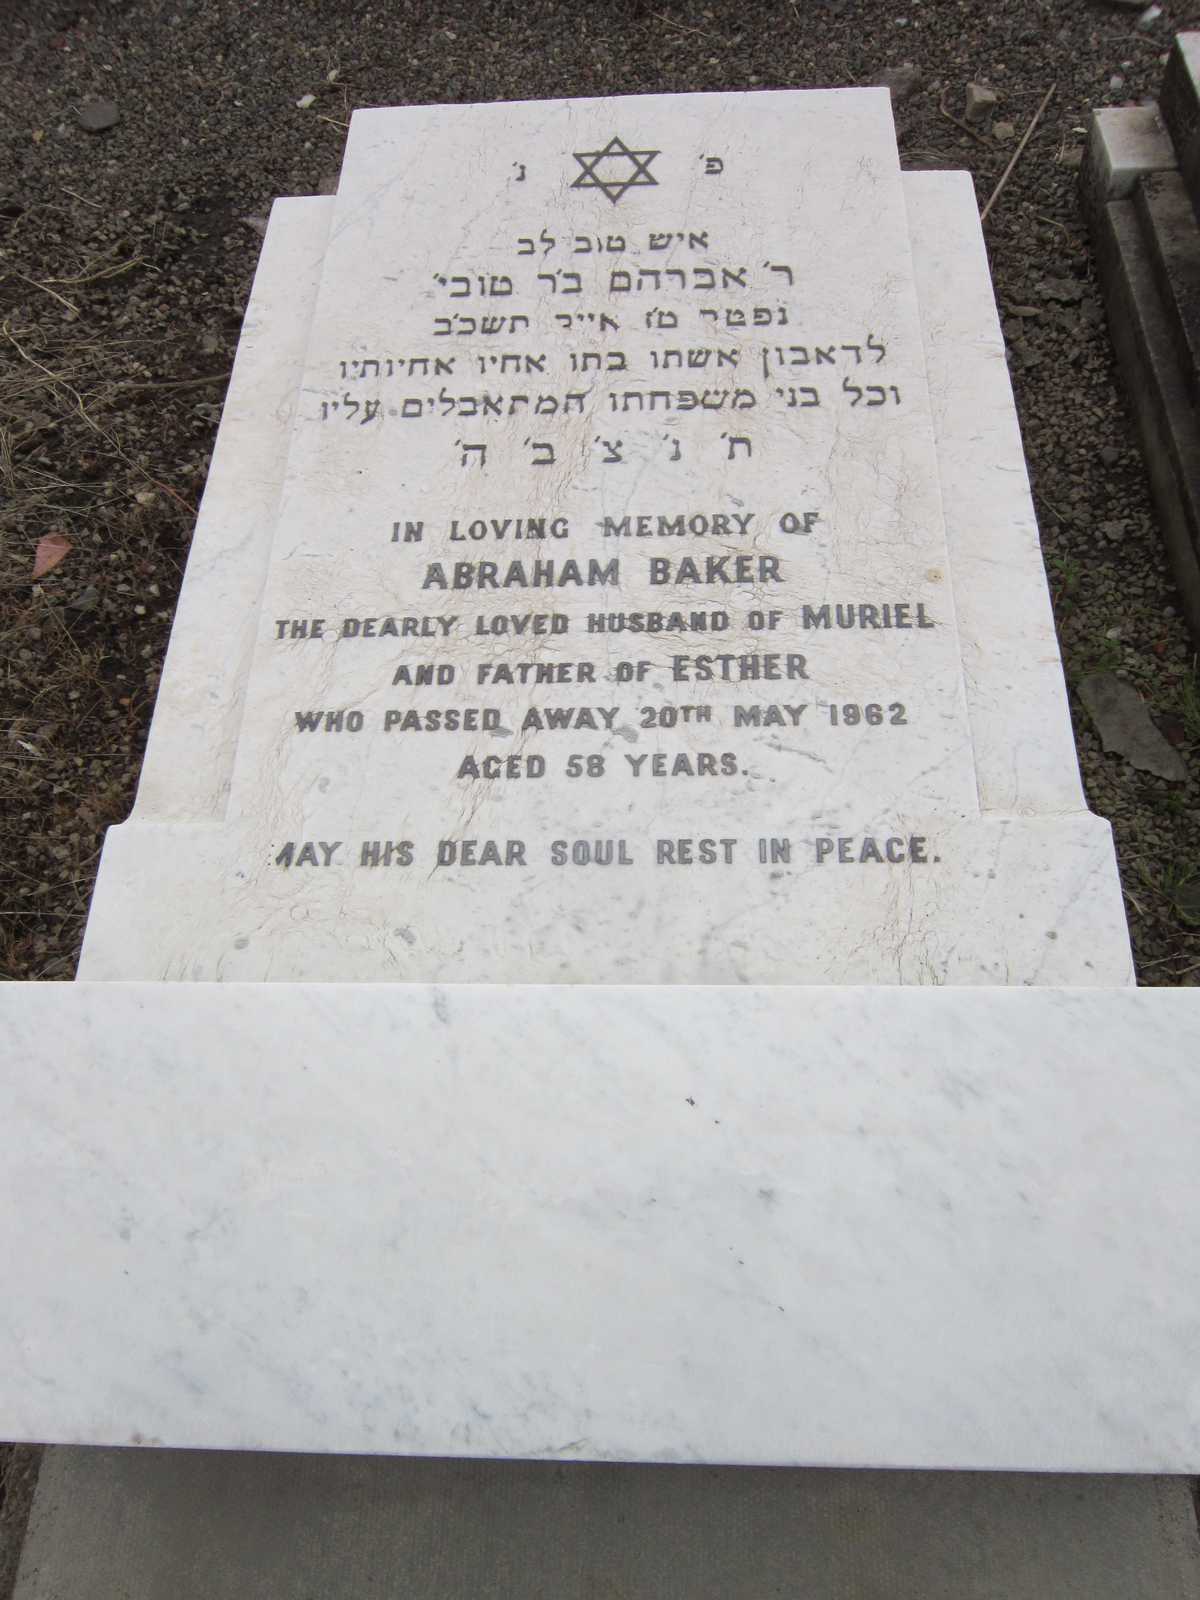 פ׳ נ׳
איש טוב לב
ר׳ אברהם ב׳ר טובי׳
נפטר ט׳ז אייר תשכ׳ב
לדאבון אשתו בתו אחיו אחיותיו
וכל בני משפחתו המתאבלים עליו
ת׳ נ׳ צ׳ ב׳ ה׳
IN LOVING MEMORY OF
ABRAHAM BAKER
THE DEARLY LOVED HUSBAND OF MURIEL
AND FATHER OF ESTHER
WHO PASSED AWAY 20TH MAY 1962
AGED 58 YEARS.
MAY HIS DEAR SOUL REST IN PEACE.